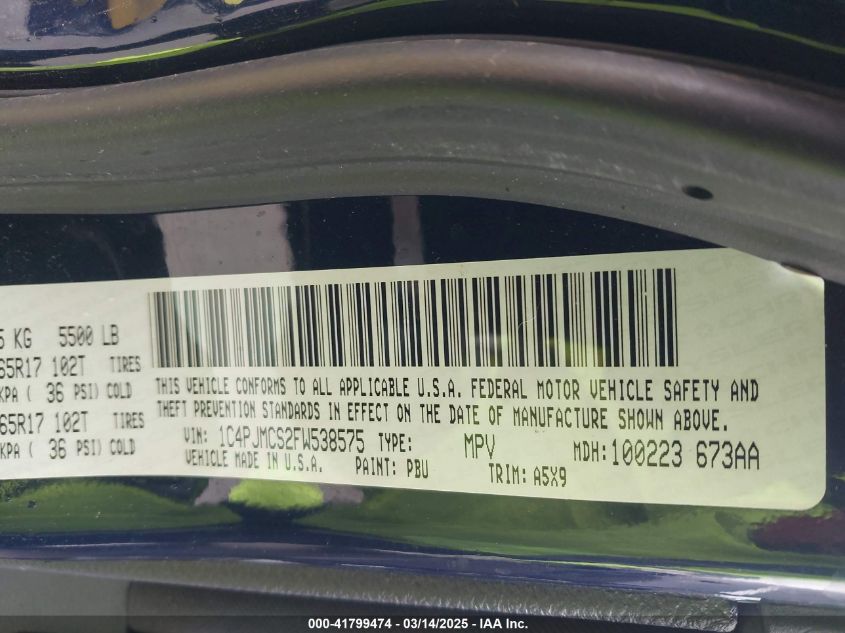 5 KG 5500 LB
65R17 102T TIRES
KPA ( 36 PSI) COLD
65R17 102T TIRES
KPA ( 36 PSI) COLD
THIS VEHICLE CONFORMS TO ALL APPLICABLE U.S.A. FEDERAL MOTOR VEHICLE SAFETY AND
THEFT PREVENTION STANDARDS IN EFFECT ON THE DATE OF MANUFACTURE SHOWN ABOVE.
VIN: 1C4PJMCS2FW538575 TYPE: MPV MDH: 100223 673AA
VEHICLE MADE IN U.S.A. PAINT: PBU TRIM: A5X9
000-41799474 - 03/14/2025 - IAA Inc.